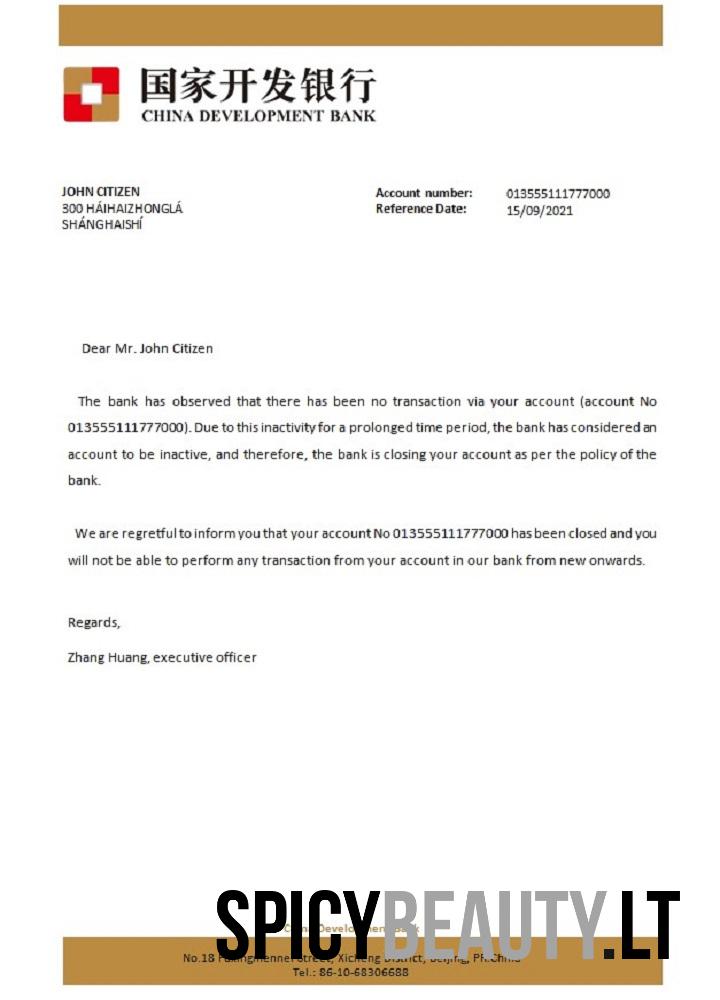 国家开发银行
CHINA DEVELOPMENT BANK
JOHN CITIZEN
300 HÁIHAIZHONGLÁ
SHÁNGHAISHÍ
Account number: 013555111777000
Reference Date: 15/09/2021
Dear Mr. John Citizen
The bank has observed that there has been no transaction via your account (account No
013555111777000). Due to this inactivity for a prolonged time period, the bank has considered an
account to be inactive, and therefore, the bank is closing your account as per the policy of the
bank.
We are regretful to inform you that your account No 013555111777000 has been closed and you
will not be able to perform any transaction from your account in our bank from new onwards.
Regards,
Zhang Huang, executive officer
SPICYBEAUTY.LT
China Development Bank
No.18 Street, Xicheng District, Beijing, PR.China
Tel.: 86-10-68306688